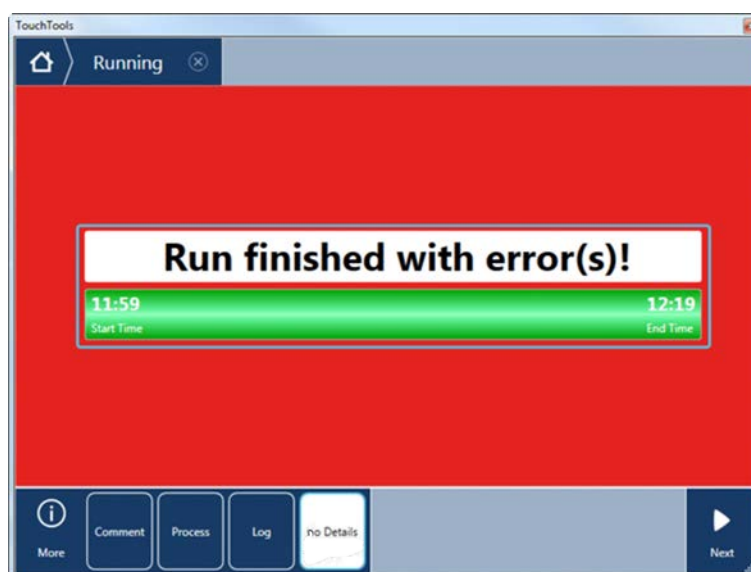 TouchTools
Running
Run finished with error(s)!
11:59 12:19
Start Time End Time
Comment Process Log no Details
More Next